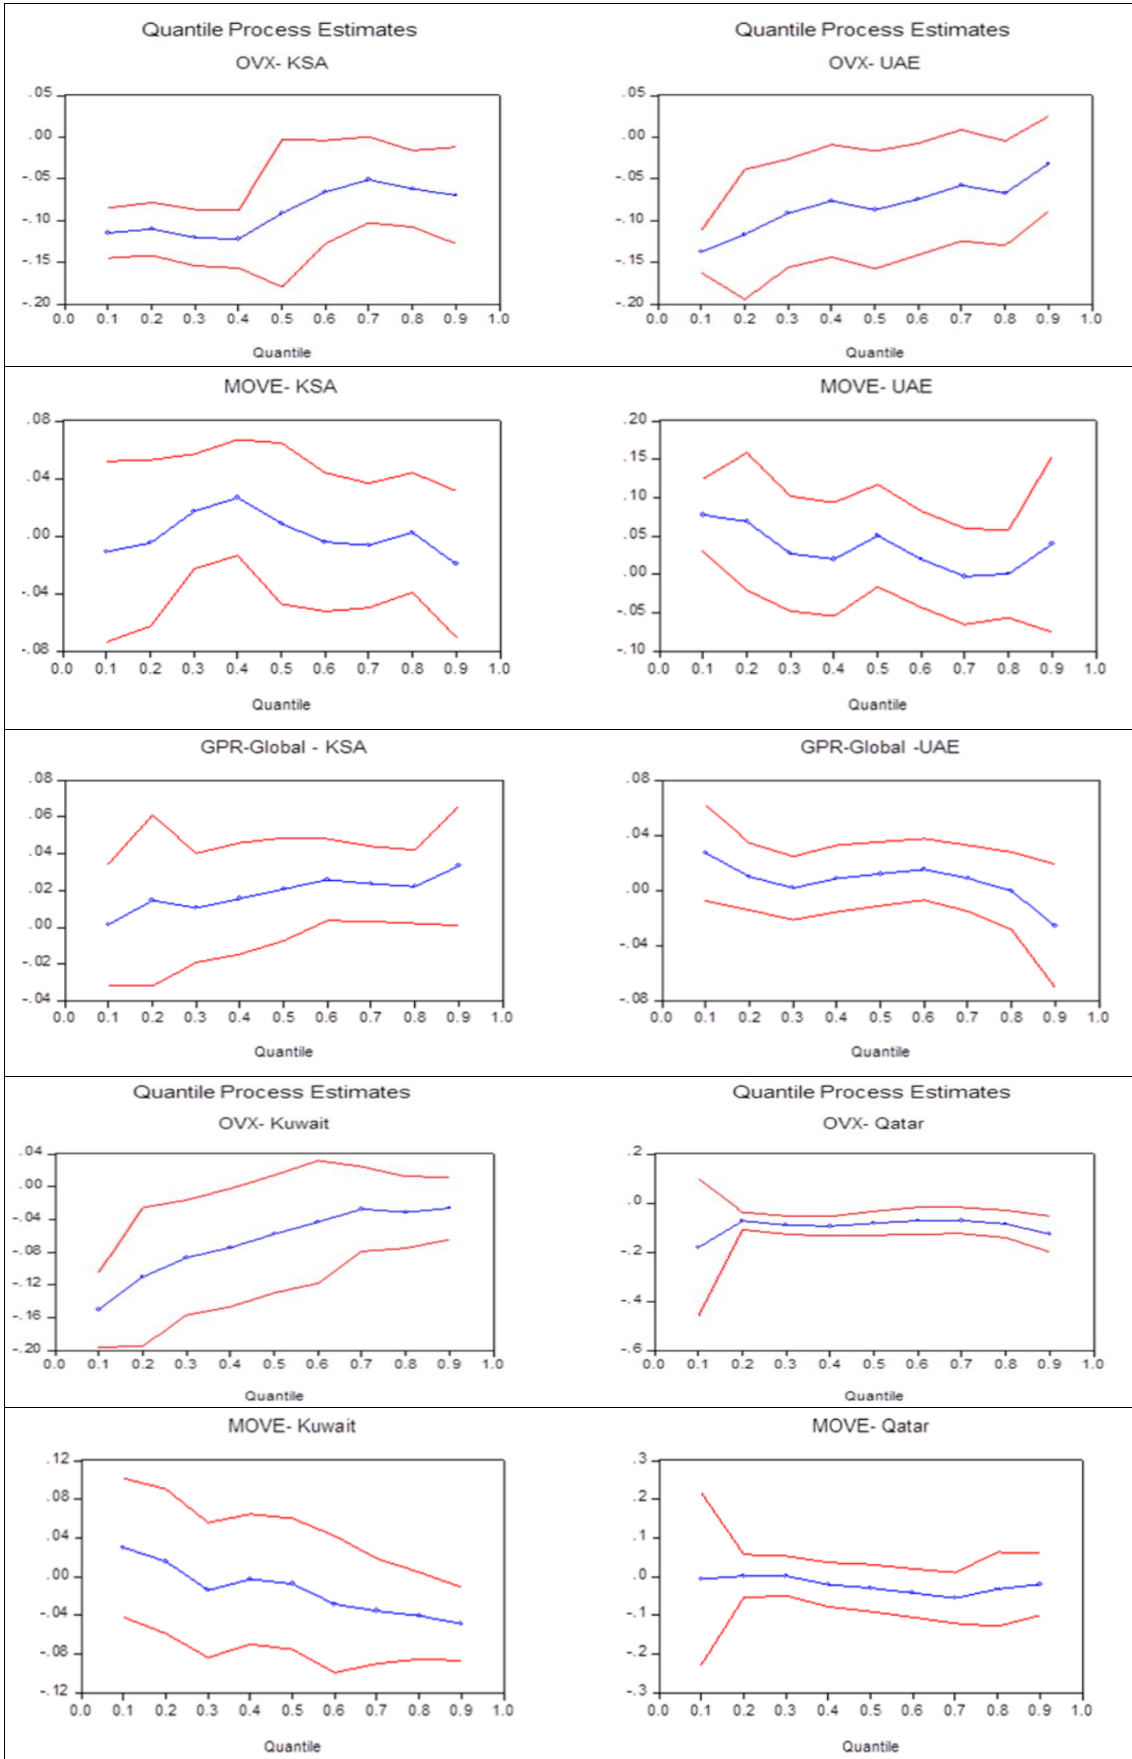 Quantile Process Estimates
OVX- KSA
.05
.00
-.05
-.10
-.15
-.20
0.0 0.1 0.2 0.3 0.4 0.5 0.6 0.7 0.8 0.9 1.0
Quantile
Quantile Process Estimates
OVX- UAE
.05
.00
-.05
-.10
-.15
-.20
0.0 0.1 0.2 0.3 0.4 0.5 0.6 0.7 0.8 0.9 1.0
Quantile
MOVE- KSA
.08
.04
.00
-.04
-.08
0.0 0.1 0.2 0.3 0.4 0.5 0.6 0.7 0.8 0.9 1.0
Quantile
MOVE- UAE
.20
.15
.10
.05
.00
-.05
-.10
0.0 0.1 0.2 0.3 0.4 0.5 0.6 0.7 0.8 0.9 1.0
Quantile
GPR-Global - KSA
.08
.06
.04
.02
.00
-.02
-.04
0.0 0.1 0.2 0.3 0.4 0.5 0.6 0.7 0.8 0.9 1.0
Quantile
GPR-Global -UAE
.08
.04
.00
-.04
-.08
0.0 0.1 0.2 0.3 0.4 0.5 0.6 0.7 0.8 0.9 1.0
Quantile
Quantile Process Estimates
OVX- Kuwait
.04
.00
-.04
-.08
-.12
-.16
-.20
0.0 0.1 0.2 0.3 0.4 0.5 0.6 0.7 0.8 0.9 1.0
Quantile
Quantile Process Estimates
OVX- Qatar
.2
.0
-.2
-.4
-.6
0.0 0.1 0.2 0.3 0.4 0.5 0.6 0.7 0.8 0.9 1.0
Quantile
MOVE- Kuwait
.12
.08
.04
.00
-.04
-.08
-.12
0.0 0.1 0.2 0.3 0.4 0.5 0.6 0.7 0.8 0.9 1.0
Quantile
MOVE- Qatar
.3
.2
.1
.0
-.1
-.2
-.3
0.0 0.1 0.2 0.3 0.4 0.5 0.6 0.7 0.8 0.9 1.0
Quantile